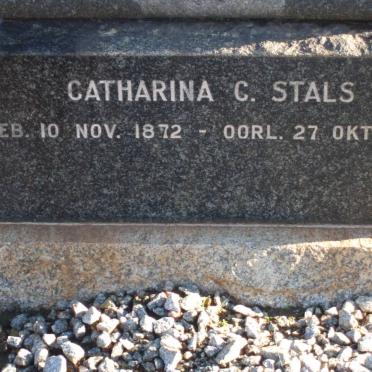 CATHARINA C. STALS
EB. 10 NOV. 1872 - OORL. 27 OKT